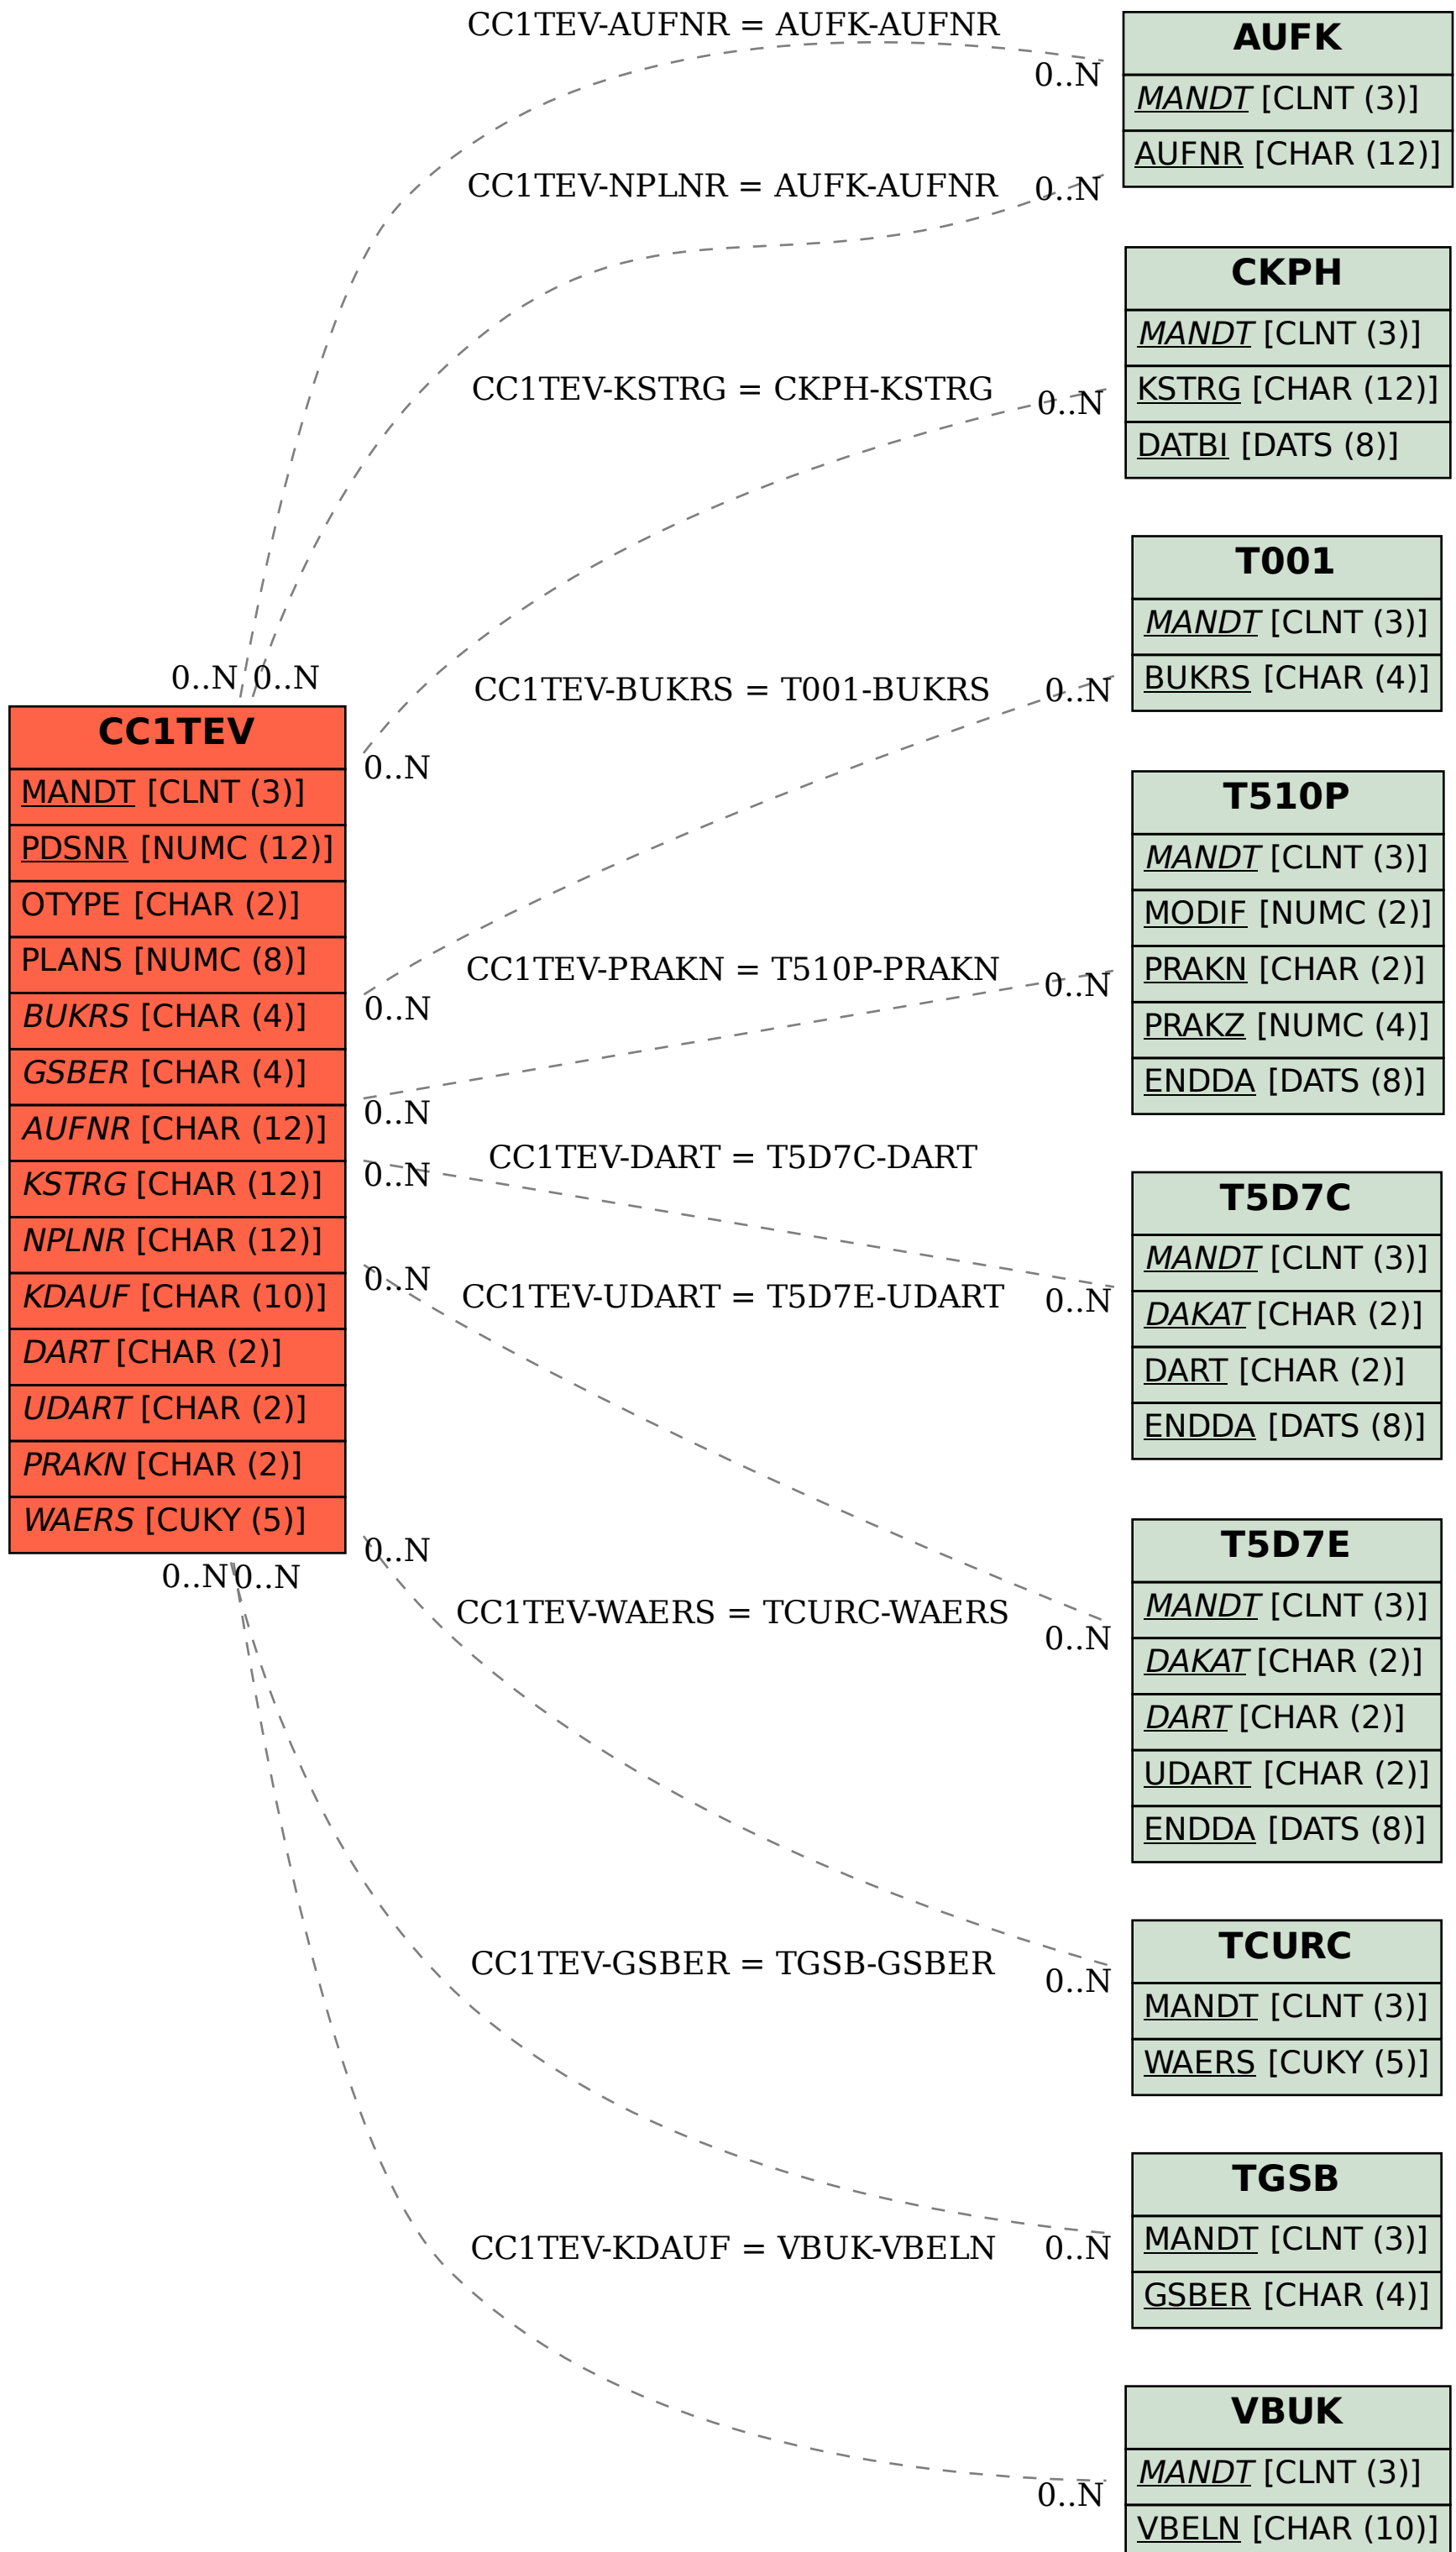 CC1TEV-AUFNR = AUFK-AUFNR
0..N
AUFK
MANDT [CLNT (3)]
AUFNR [CHAR (12)]
CC1TEV-NPLNR = AUFK-AUFNR
0..N
CKPH
MANDT [CLNT (3)]
KSTRG [CHAR (12)]
DATBI [DATS (8)]
CC1TEV-KSTRG = CKPH-KSTRG
0..N
T001
MANDT [CLNT (3)]
BUKRS [CHAR (4)]
0..N 0..N
CC1TEV-BUKRS = T001-BUKRS
0..N
CC1TEV
MANDT [CLNT (3)]
PDSNR [NUMC (12)]
OTYPE [CHAR (2)]
PLANS [NUMC (8)]
BUKRS [CHAR (4)]
GSBER [CHAR (4)]
AUFNR [CHAR (12)]
KSTRG [CHAR (12)]
NPLNR [CHAR (12)]
KDAUF [CHAR (10)]
DART [CHAR (2)]
UDART [CHAR (2)]
PRAKN [CHAR (2)]
WAERS [CUKY (5)]
0..N
0..N
0..N
0..N
0..N
0..N
0..N 0..N
T510P
MANDT [CLNT (3)]
MODIF [NUMC (2)]
PRAKN [CHAR (2)]
PRAKZ [NUMC (4)]
ENDDA [DATS (8)]
CC1TEV-PRAKN = T510P-PRAKN
0..N
CC1TEV-DART = T5D7C-DART
0..N
T5D7C
MANDT [CLNT (3)]
DAKAT [CHAR (2)]
DART [CHAR (2)]
ENDDA [DATS (8)]
CC1TEV-UDART = T5D7E-UDART
0..N
T5D7E
MANDT [CLNT (3)]
DAKAT [CHAR (2)]
DART [CHAR (2)]
UDART [CHAR (2)]
ENDDA [DATS (8)]
CC1TEV-WAERS = TCURC-WAERS
0..N
TCURC
MANDT [CLNT (3)]
WAERS [CUKY (5)]
CC1TEV-GSBER = TGSB-GSBER
0..N
TGSB
MANDT [CLNT (3)]
GSBER [CHAR (4)]
CC1TEV-KDAUF = VBUK-VBELN
0..N
VBUK
MANDT [CLNT (3)]
VBELN [CHAR (10)]